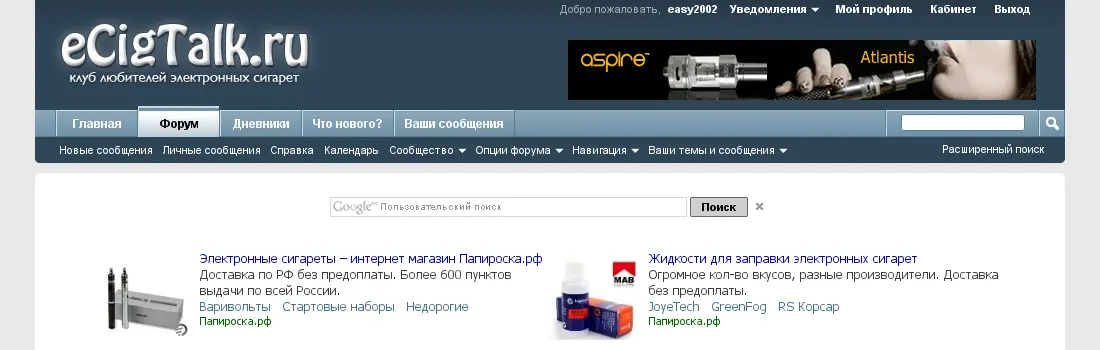 Добро пожаловать, easy2002 Уведомления Мой профиль Кабинет Выход
eCigTalk.ru
клуб любителей электронных сигарет
aspire™ Atlantis
Главная Форум Дневники Что нового? Ваши сообщения
Новые сообщения Личные сообщения Справка Календарь Сообщество Опции форума Навигация Ваши темы и сообщения Расширенный поиск
Google™ Пользовательский поиск Поиск ×
Электронные сигареты – интернет магазин Папироска.рф
Доставка по РФ без предоплаты. Более 600 пунктов
выдачи по всей России.
Варивольты Стартовые наборы Недорогие
Папироска.рф
MAB
Жидкости для заправки электронных сигарет
Огромное кол-во вкусов, разные производители. Доставка
без предоплаты.
JoyeTech GreenFog RS Корсар
Папироска.рф